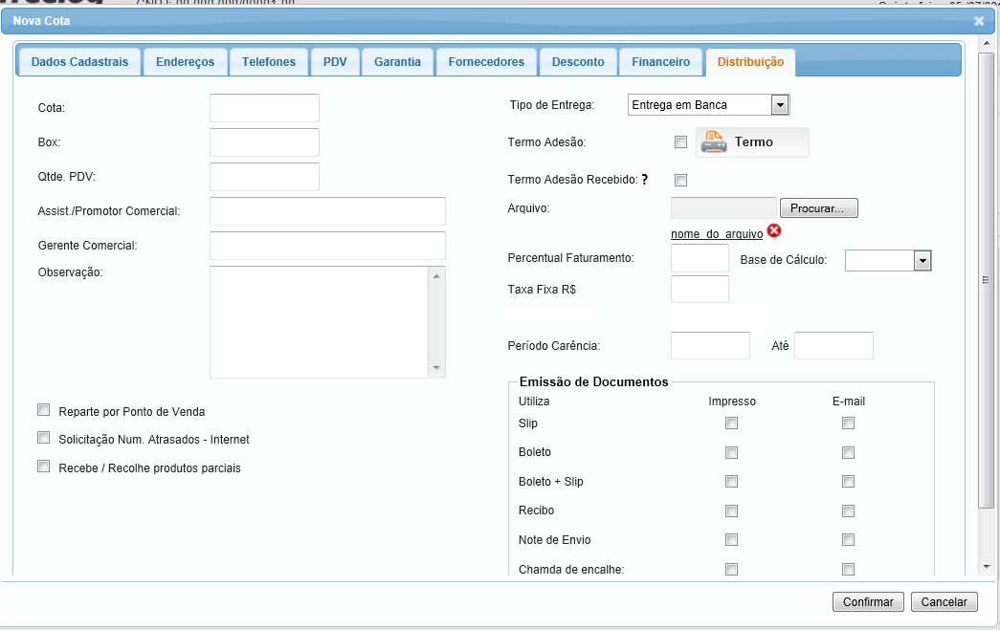 Nova Cota
Dados Cadastrais Endereços Telefones PDV Garantia Fornecedores Desconto Financeiro Distribuição
Cota:
Box:
Qtde. PDV:
Assist./Promotor Comercial:
Gerente Comercial:
Observação:
Reparte por Ponto de Venda
Solicitação Num. Atrasados - Internet
Recebe / Recolhe produtos parciais
Tipo de Entrega: Entrega em Banca
Termo Adesão: Termo
Termo Adesão Recebido: ?
Arquivo: Procurar...
nome_do_arquivo
Percentual Faturamento: Base de Cálculo:
Taxa Fixa R$
Período Carência: Até
Emissão de Documentos
Utiliza Impresso E-mail
Slip
Boleto
Boleto + Slip
Recibo
Note de Envio
Chamda de encalhe:
Confirmar Cancelar